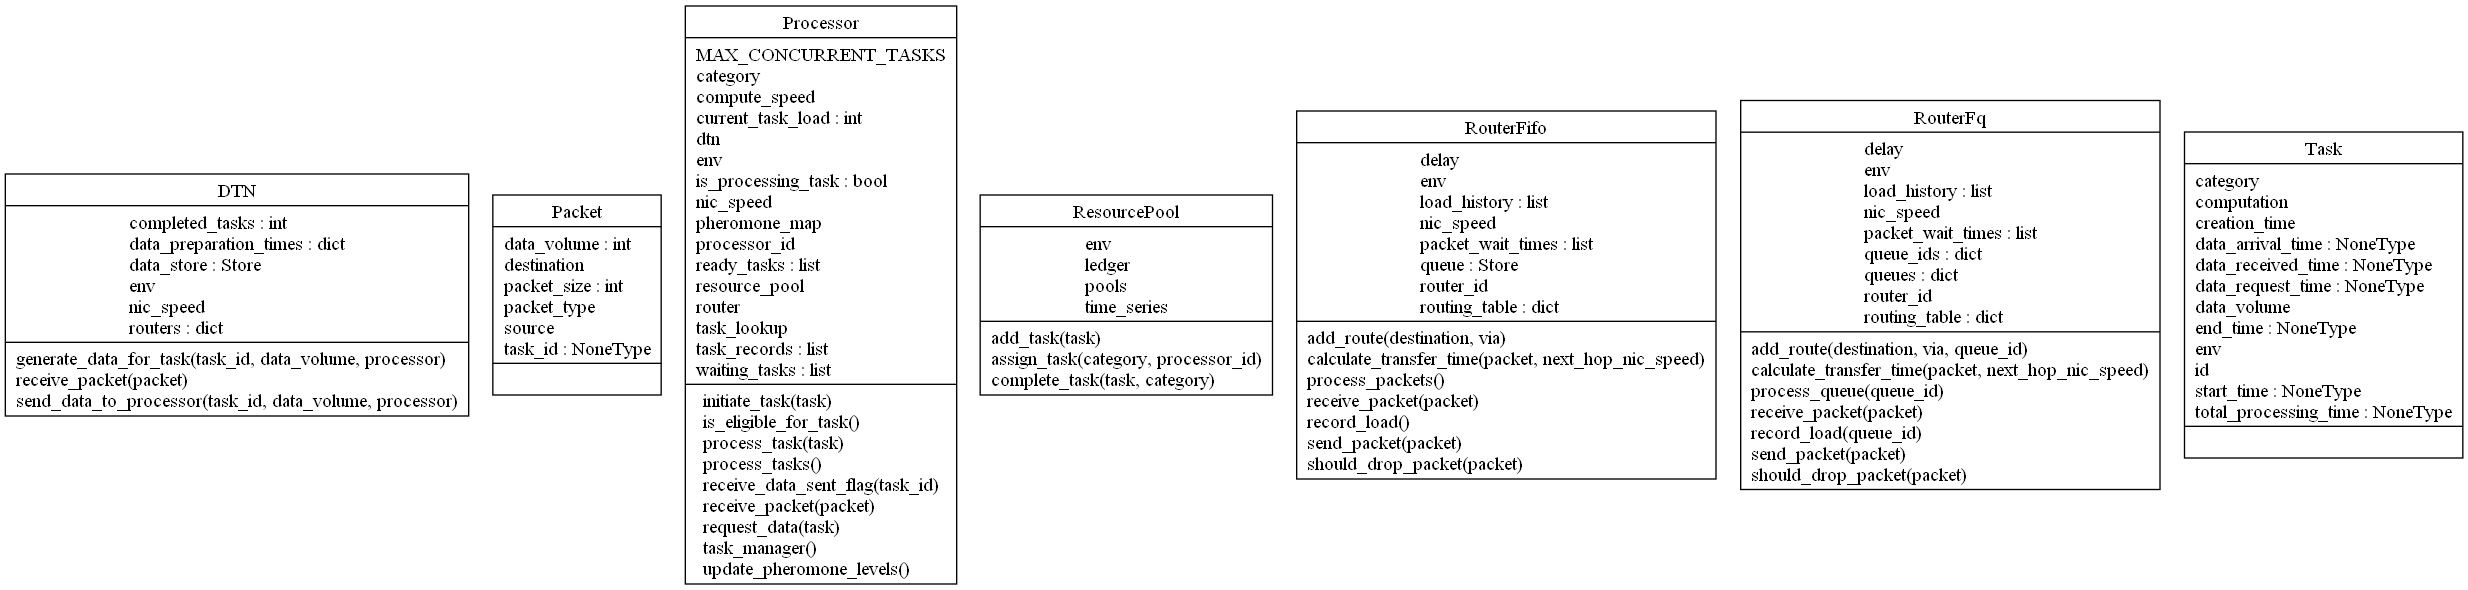 DTN
completed_tasks : int
data_preparation_times : dict
data_store : Store
env
nic_speed
routers : dict
generate_data_for_task(task_id, data_volume, processor)
receive_packet(packet)
send_data_to_processor(task_id, data_volume, processor)
Packet
data_volume : int
destination
packet_size : int
packet_type
source
task_id : NoneType
Processor
MAX_CONCURRENT_TASKS
category
compute_speed
current_task_load : int
dtn
env
is_processing_task : bool
nic_speed
pheromone_map
processor_id
ready_tasks : list
resource_pool
router
task_lookup
task_records : list
waiting_tasks : list
initiate_task(task)
is_eligible_for_task()
process_task(task)
process_tasks()
receive_data_sent_flag(task_id)
receive_packet(packet)
request_data(task)
task_manager()
update_pheromone_levels()
ResourcePool
env
ledger
pools
time_series
add_task(task)
assign_task(category, processor_id)
complete_task(task, category)
RouterFifo
delay
env
load_history : list
nic_speed
packet_wait_times : list
queue : Store
router_id
routing_table : dict
add_route(destination, via)
calculate_transfer_time(packet, next_hop_nic_speed)
process_packets()
receive_packet(packet)
record_load()
send_packet(packet)
should_drop_packet(packet)
RouterFq
delay
env
load_history : list
nic_speed
packet_wait_times : list
queue_ids : dict
queues : dict
router_id
routing_table : dict
add_route(destination, via, queue_id)
calculate_transfer_time(packet, next_hop_nic_speed)
process_queue(queue_id)
receive_packet(packet)
record_load(queue_id)
send_packet(packet)
should_drop_packet(packet)
Task
category
computation
creation_time
data_arrival_time : NoneType
data_received_time : NoneType
data_request_time : NoneType
data_volume
end_time : NoneType
env
id
start_time : NoneType
total_processing_time : NoneType